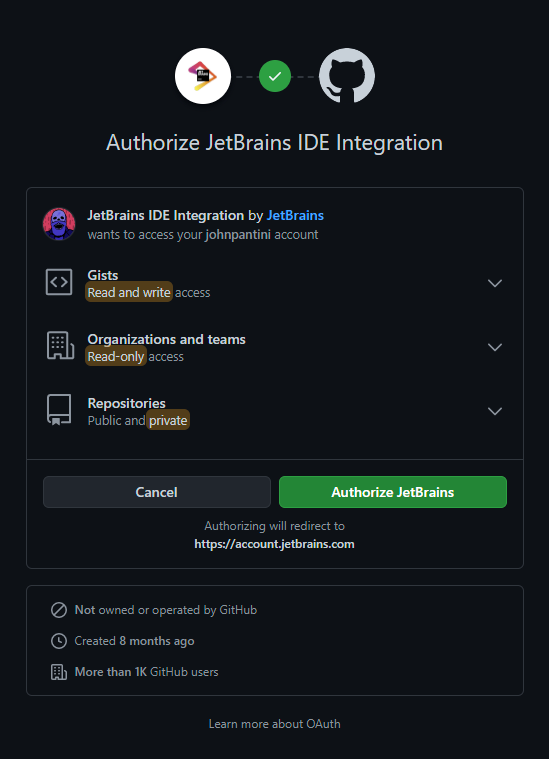 Authorize JetBrains IDE Integration
JetBrains IDE Integration by JetBrains
wants to access your johnpantini account
Gists
Read and write access
Organizations and teams
Read-only access
Repositories
Public and private
Cancel
Authorize JetBrains
Authorizing will redirect to
https://account.jetbrains.com
Not owned or operated by GitHub
Created 8 months ago
More than 1K GitHub users
Learn more about OAuth